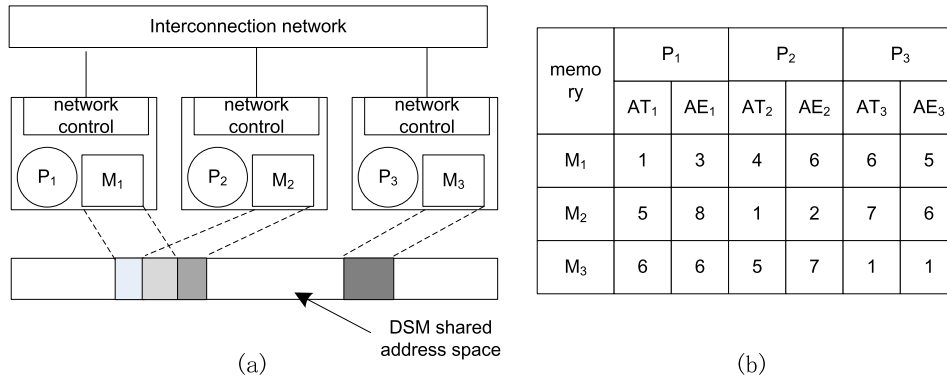 Interconnection network
network
control
network
control
network
control
P1
M1
P2
M2
P3
M3
DSM shared
address space
(a)
memo
ry
P1
P2
P3
AT1
AE1
AT2
AE2
AT3
AE3
M1
1
3
4
6
6
5
M2
5
8
1
2
7
6
M3
6
6
5
7
1
1
(b)